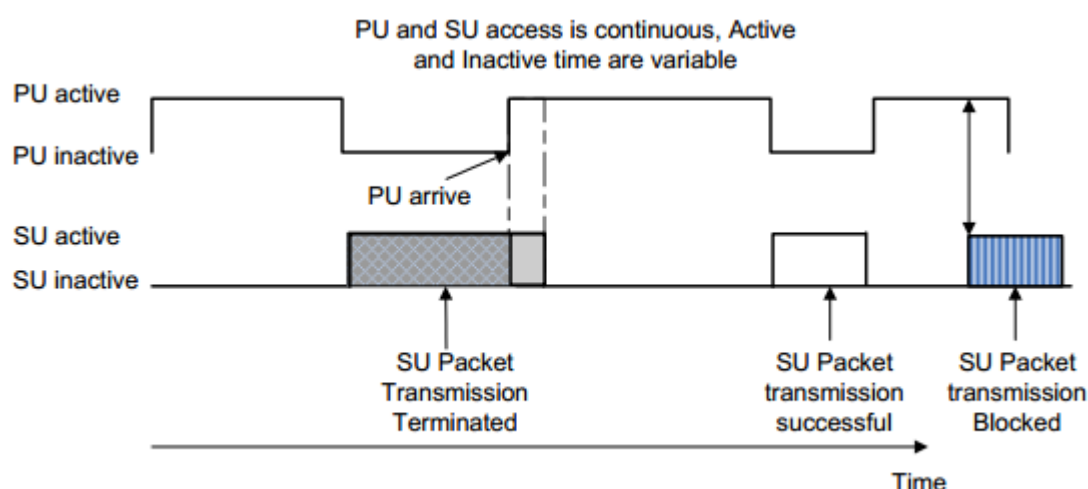 PU and SU access is continuous, Active
and Inactive time are variable
PU active
PU inactive
PU arrive
SU active
SU inactive
SU Packet
Transmission
Terminated
SU Packet
transmission
successful
SU Packet
transmission
Blocked
Time